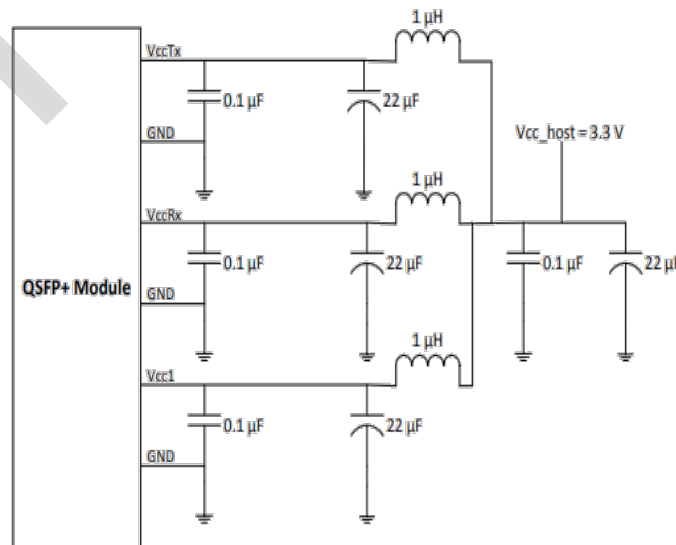 1 µH
VccTx
0.1 µF
22 µF
GND
Vcc_host = 3.3 V
1 µH
VccRx
0.1 µF
22 µF
0.1 µF
22 µF
QSFP+ Module
GND
1 µH
Vcc1
0.1 µF
22 µF
GND